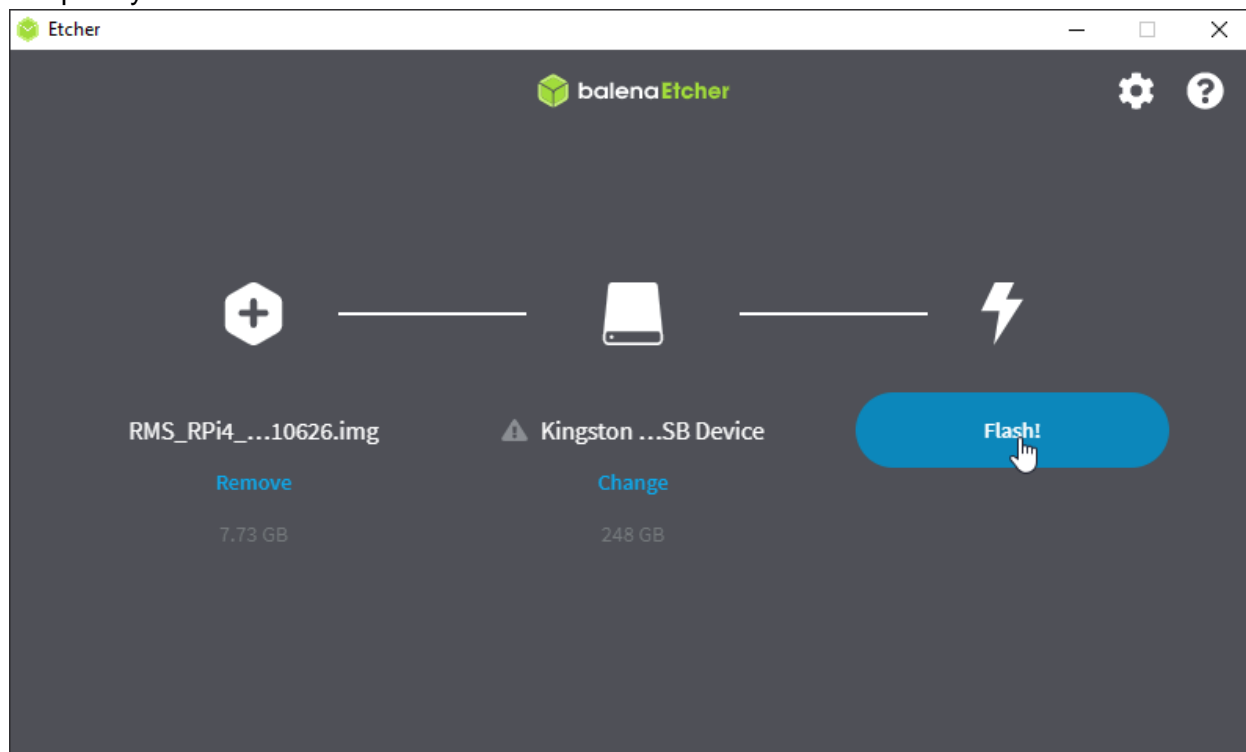 Etcher
balenaEtcher
RMS_RPi4_...10626.img
Kingston ...SB Device
Flash!
Remove
Change
7.73 GB
248 GB